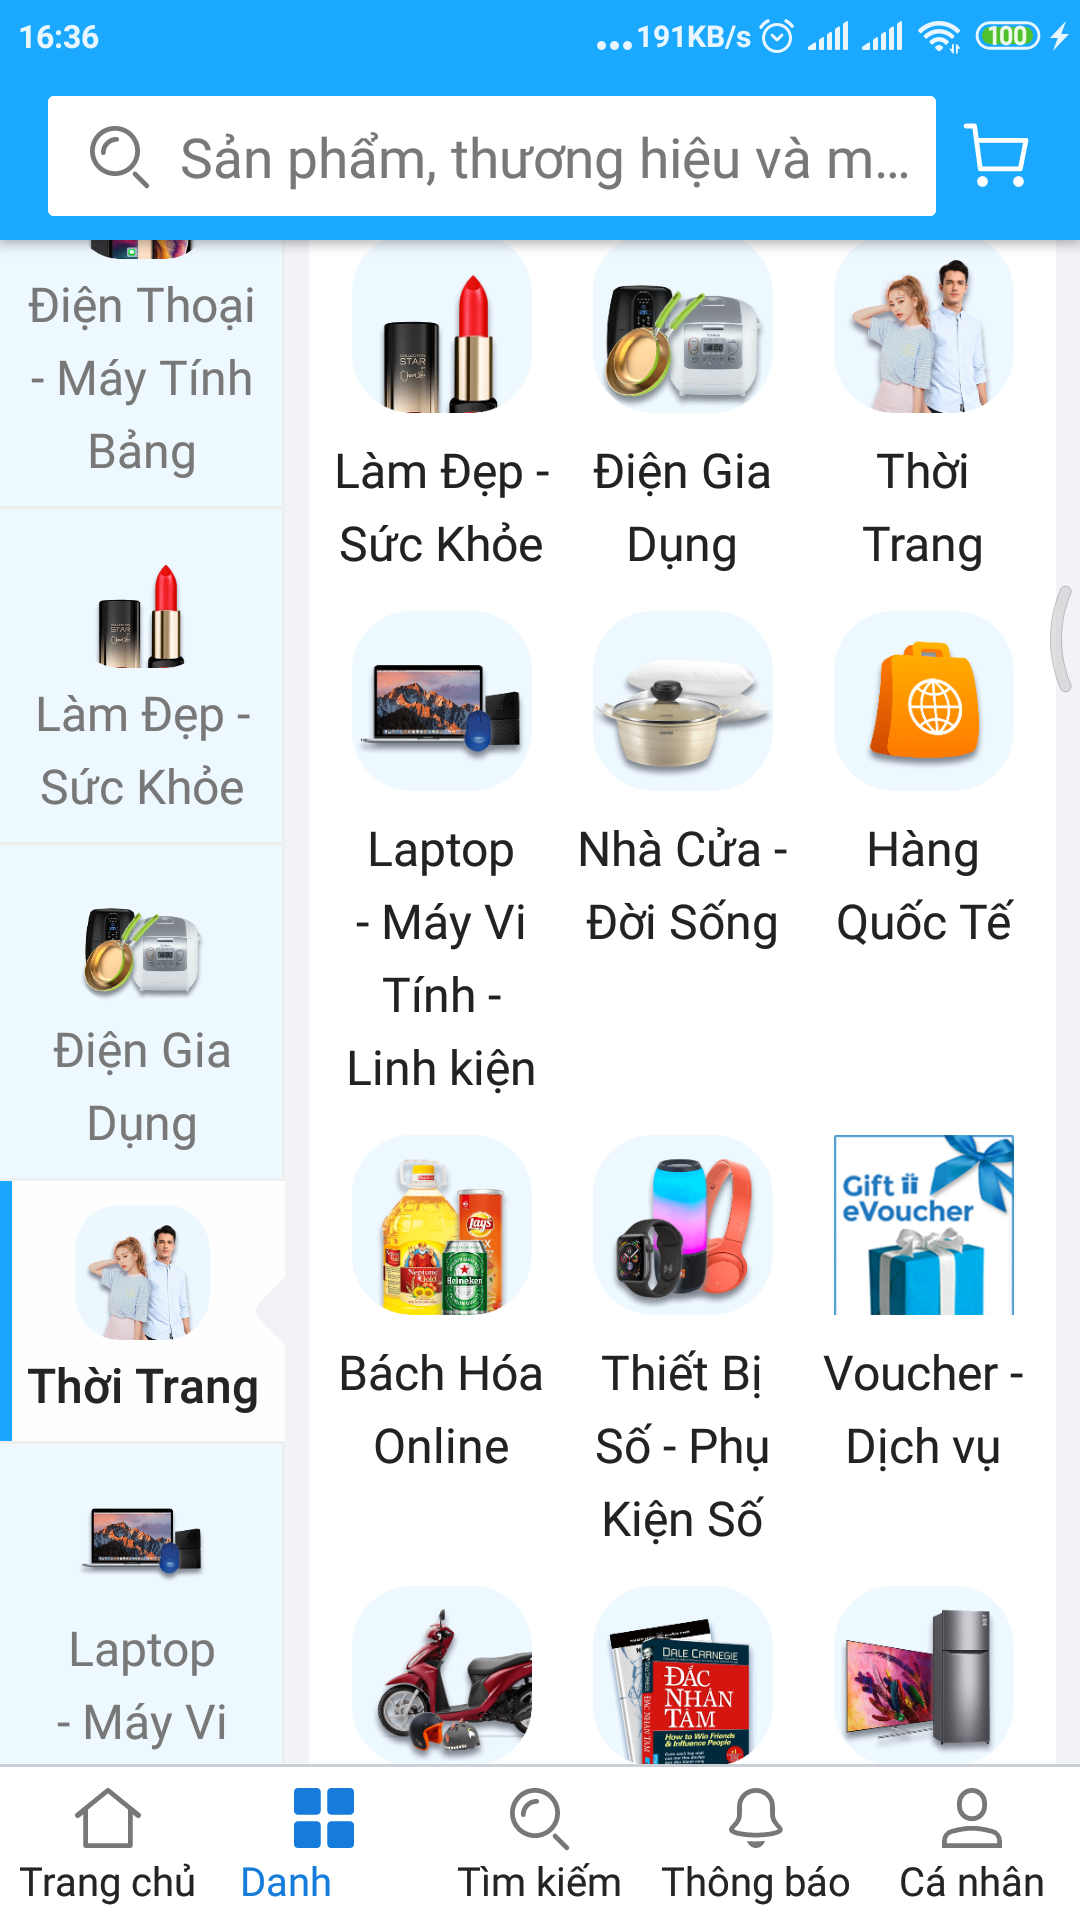 16:36
...191KB/s
100
Sản phẩm, thương hiệu và m...
Điện Thoại
- Máy Tính
Bảng
Làm Đẹp -
Sức Khỏe
Điện Gia
Dụng
Thời Trang
Laptop
- Máy Vi
Làm Đẹp -
Sức Khỏe
Điện Gia
Dụng
Thời
Trang
Laptop
- Máy Vi
Tính -
Linh kiện
Nhà Cửa -
Đời Sống
Hàng
Quốc Tế
Lay's
Neptune
Gold
Heineken
Gift
eVoucher
Bách Hóa
Online
Thiết Bị
Số - Phụ
Kiện Số
Voucher -
Dịch vụ
DALE CARNEGIE
ĐẮC
NHÂN
TÂM
How to Win Friends
& Influence People
Trang chủ
Danh
Tìm kiếm
Thông báo
Cá nhân